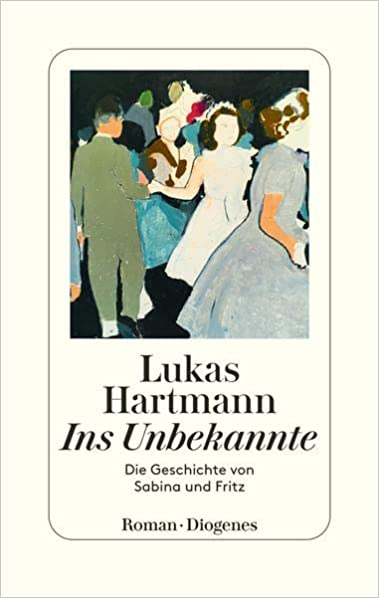 Lukas
Hartmann
Ins Unbekannte
Die Geschichte von
Sabina und Fritz
Roman · Diogenes